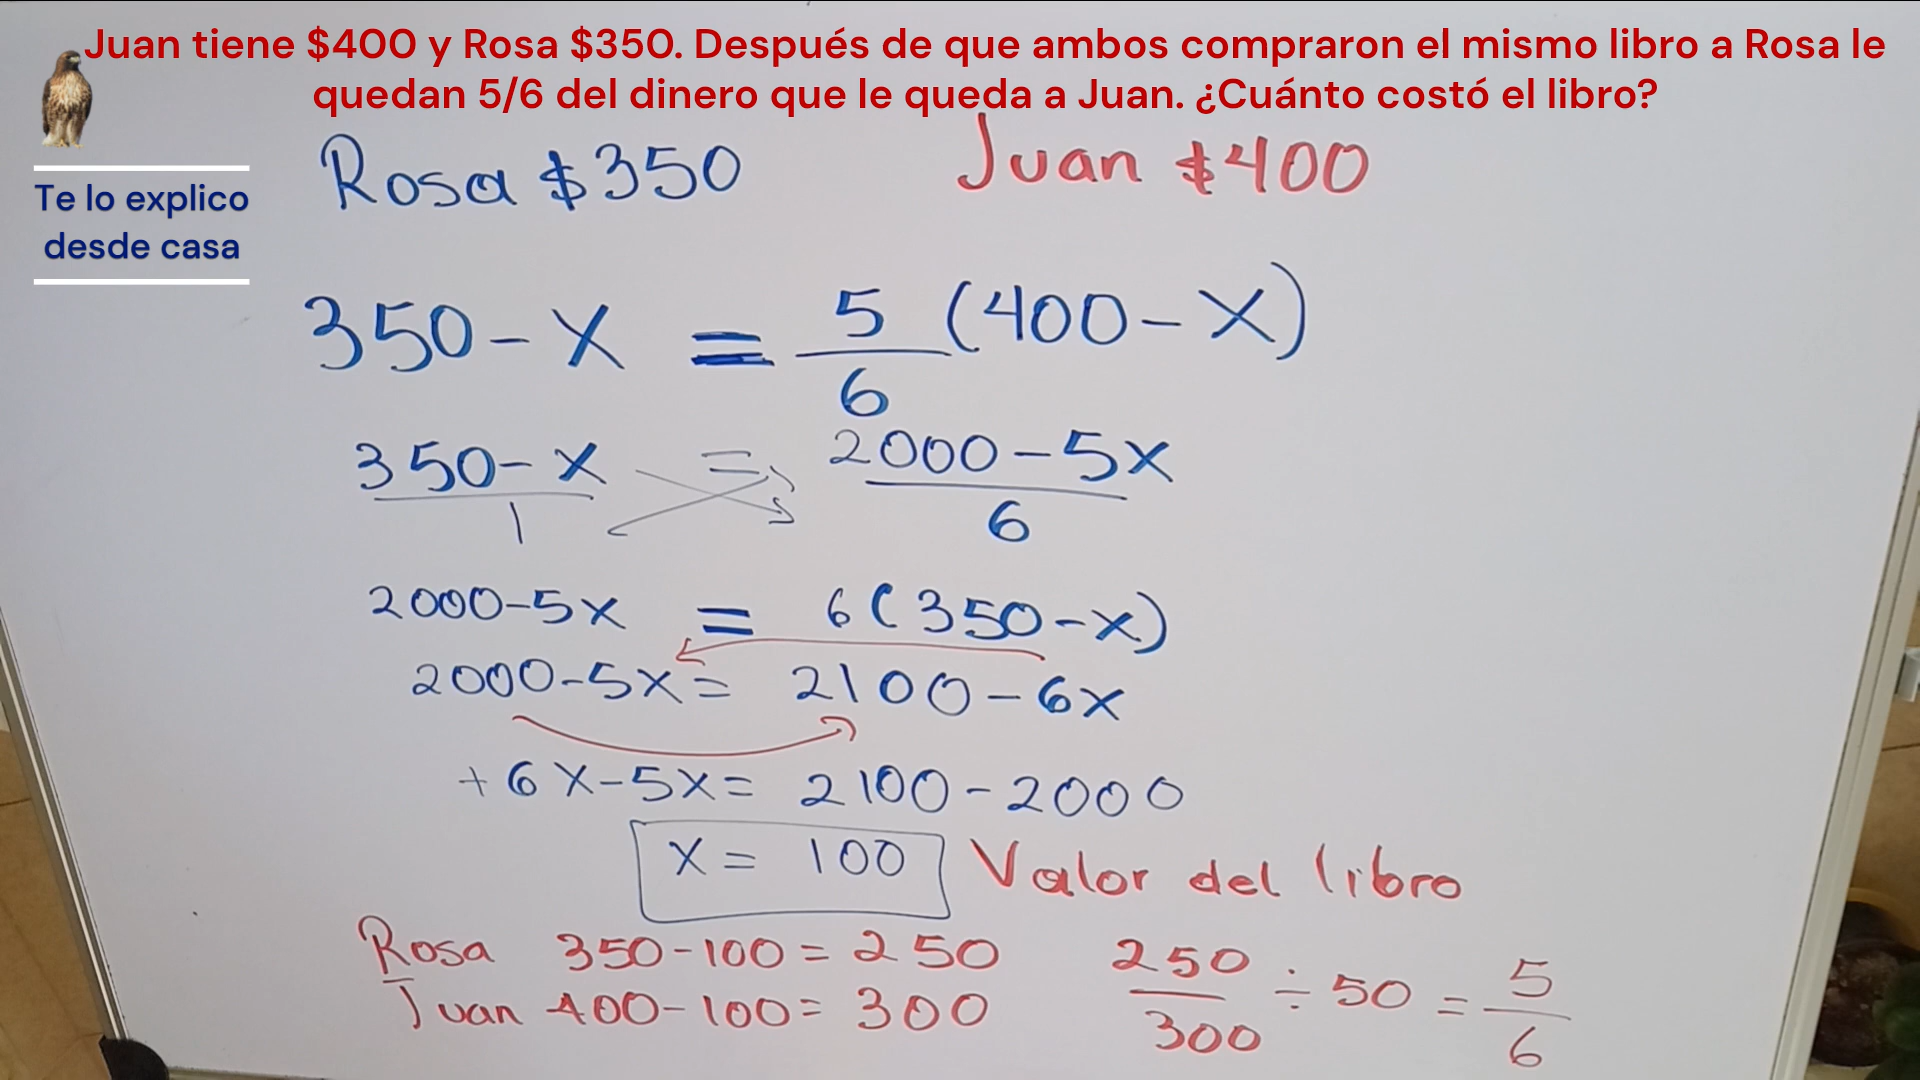 Juan tiene $400 y Rosa $350. Después de que ambos compraron el mismo libro a Rosa le
quedan 5/6 del dinero que le queda a Juan. ¿Cuánto costó el libro?
Te lo explico
desde casa
Rosa $350 Juan $400
350 - x = 5/6 (400 - x)
350 - x / 1 = 2000 - 5x / 6
2000 - 5x = 6(350 - x)
2000 - 5x = 2100 - 6x
+ 6x - 5x = 2100 - 2000
x = 100 Valor del libro
Rosa 350 - 100 = 250
Juan 400 - 100 = 300
250/300 ÷ 50 = 5/6